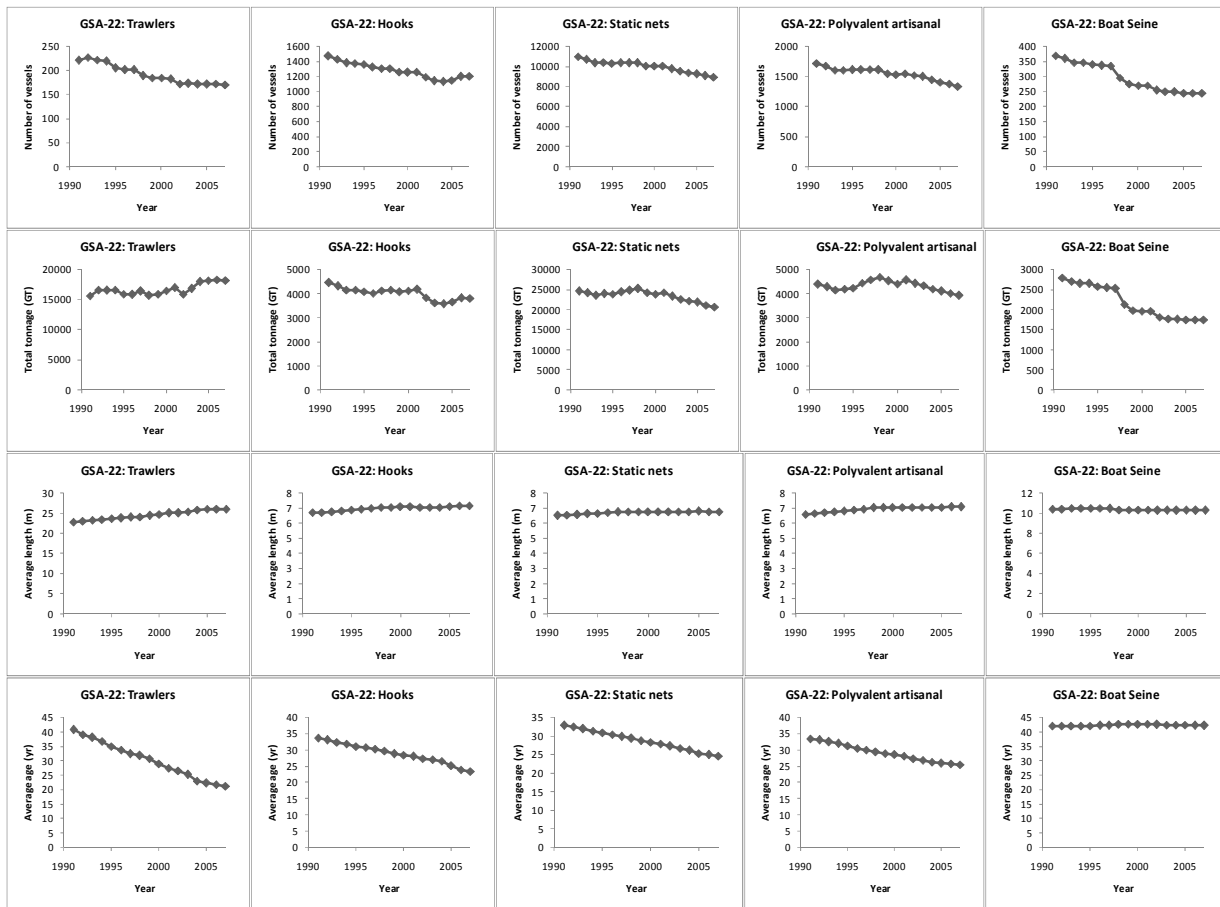 GSA-22: Trawlers
Number of vessels
250
200
150
100
50
0
1990 1995 2000 2005
Year
GSA-22: Hooks
Number of vessels
1600
1400
1200
1000
800
600
400
200
0
1990 1995 2000 2005
Year
GSA-22: Static nets
Number of vessels
12000
10000
8000
6000
4000
2000
0
1990 1995 2000 2005
Year
GSA-22: Polyvalent artisanal
Number of vessels
2000
1500
1000
500
0
1990 1995 2000 2005
Year
GSA-22: Boat Seine
Number of vessels
400
350
300
250
200
150
100
50
0
1990 1995 2000 2005
Year
GSA-22: Trawlers
Total tonnage (GT)
20000
15000
10000
5000
0
1990 1995 2000 2005
Year
GSA-22: Hooks
Total tonnage (GT)
5000
4000
3000
2000
1000
0
1990 1995 2000 2005
Year
GSA-22: Static nets
Total tonnage (GT)
30000
25000
20000
15000
10000
5000
0
1990 1995 2000 2005
Year
GSA-22: Polyvalent artisanal
Total tonnage (GT)
5000
4000
3000
2000
1000
0
1990 1995 2000 2005
Year
GSA-22: Boat Seine
Total tonnage (GT)
3000
2500
2000
1500
1000
500
0
1990 1995 2000 2005
Year
GSA-22: Trawlers
Average length (m)
30
25
20
15
10
5
0
1990 1995 2000 2005
Year
GSA-22: Hooks
Average length (m)
8
7
6
5
4
3
2
1
0
1990 1995 2000 2005
Year
GSA-22: Static nets
Average length (m)
8
7
6
5
4
3
2
1
0
1990 1995 2000 2005
Year
GSA-22: Polyvalent artisanal
Average length (m)
8
7
6
5
4
3
2
1
0
1990 1995 2000 2005
Year
GSA-22: Boat Seine
Average length (m)
12
10
8
6
4
2
0
1990 1995 2000 2005
Year
GSA-22: Trawlers
Average age (yr)
45
40
35
30
25
20
15
10
5
0
1990 1995 2000 2005
Year
GSA-22: Hooks
Average age (yr)
40
35
30
25
20
15
10
5
0
1990 1995 2000 2005
Year
GSA-22: Static nets
Average age (yr)
35
30
25
20
15
10
5
0
1990 1995 2000 2005
Year
GSA-22: Polyvalent artisanal
Average age (yr)
40
35
30
25
20
15
10
5
0
1990 1995 2000 2005
Year
GSA-22: Boat Seine
Average age (yr)
45
40
35
30
25
20
15
10
5
0
1990 1995 2000 2005
Year